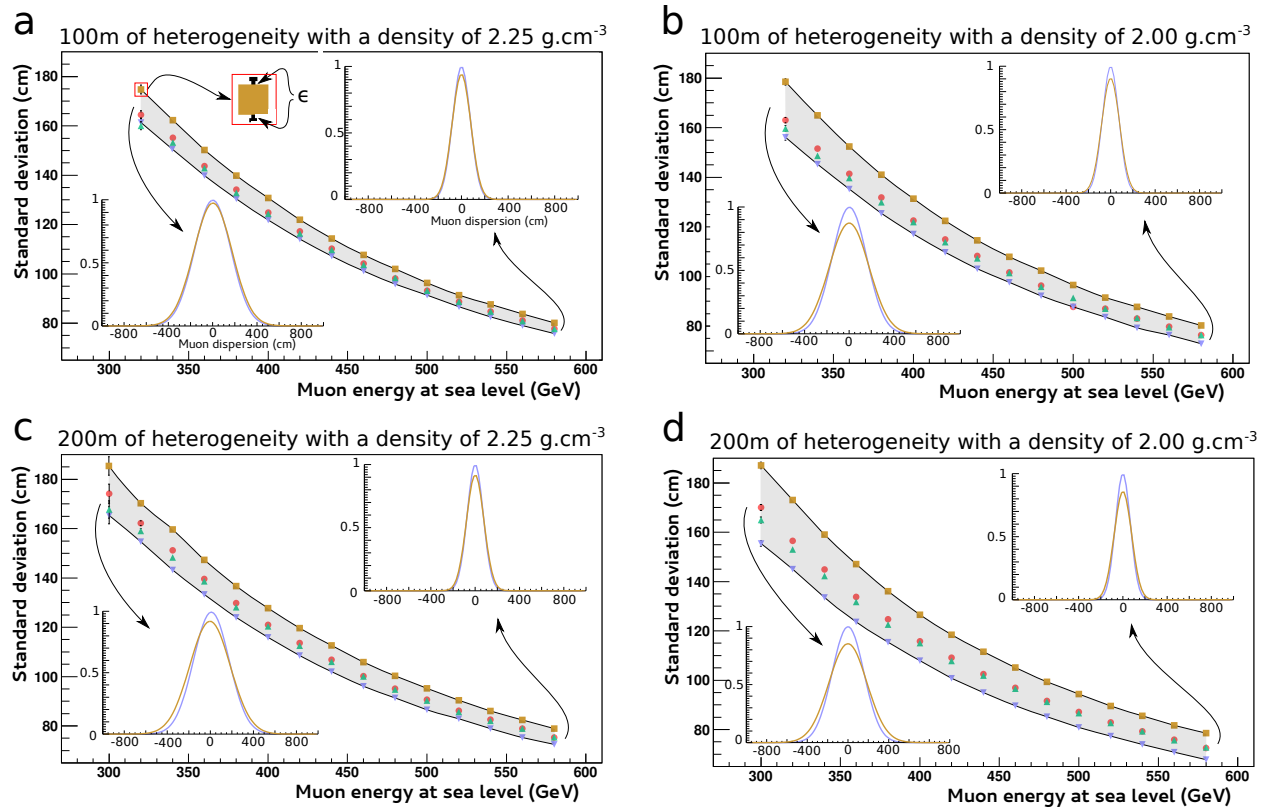 a
100m of heterogeneity with a density of 2.25 g.cm-3
Standard deviation (cm)
180
160
140
120
100
80
ϵ
1
0.5
0
-800 -400 0 400 800
Muon dispersion (cm)
1
0.5
0
-800 -400 0 400 800
Muon dispersion (cm)
300 350 400 450 500 550 600
Muon energy at sea level (GeV)
b
100m of heterogeneity with a density of 2.00 g.cm-3
Standard deviation (cm)
180
160
140
120
100
80
1
0.5
0
-800 -400 0 400 800
1
0.5
0
-800 -400 0 400 800
300 350 400 450 500 550 600
Muon energy at sea level (GeV)
c
200m of heterogeneity with a density of 2.25 g.cm-3
Standard deviation (cm)
180
160
140
120
100
80
1
0.5
0
-800 -400 0 400 800
1
0.5
0
-800 -400 0 400 800
300 350 400 450 500 550 600
Muon energy at sea level (GeV)
d
200m of heterogeneity with a density of 2.00 g.cm-3
Standard deviation (cm)
180
160
140
120
100
80
1
0.5
0
-800 -400 0 400 800
1
0.5
0
-800 -400 0 400 800
300 350 400 450 500 550 600
Muon energy at sea level (GeV)